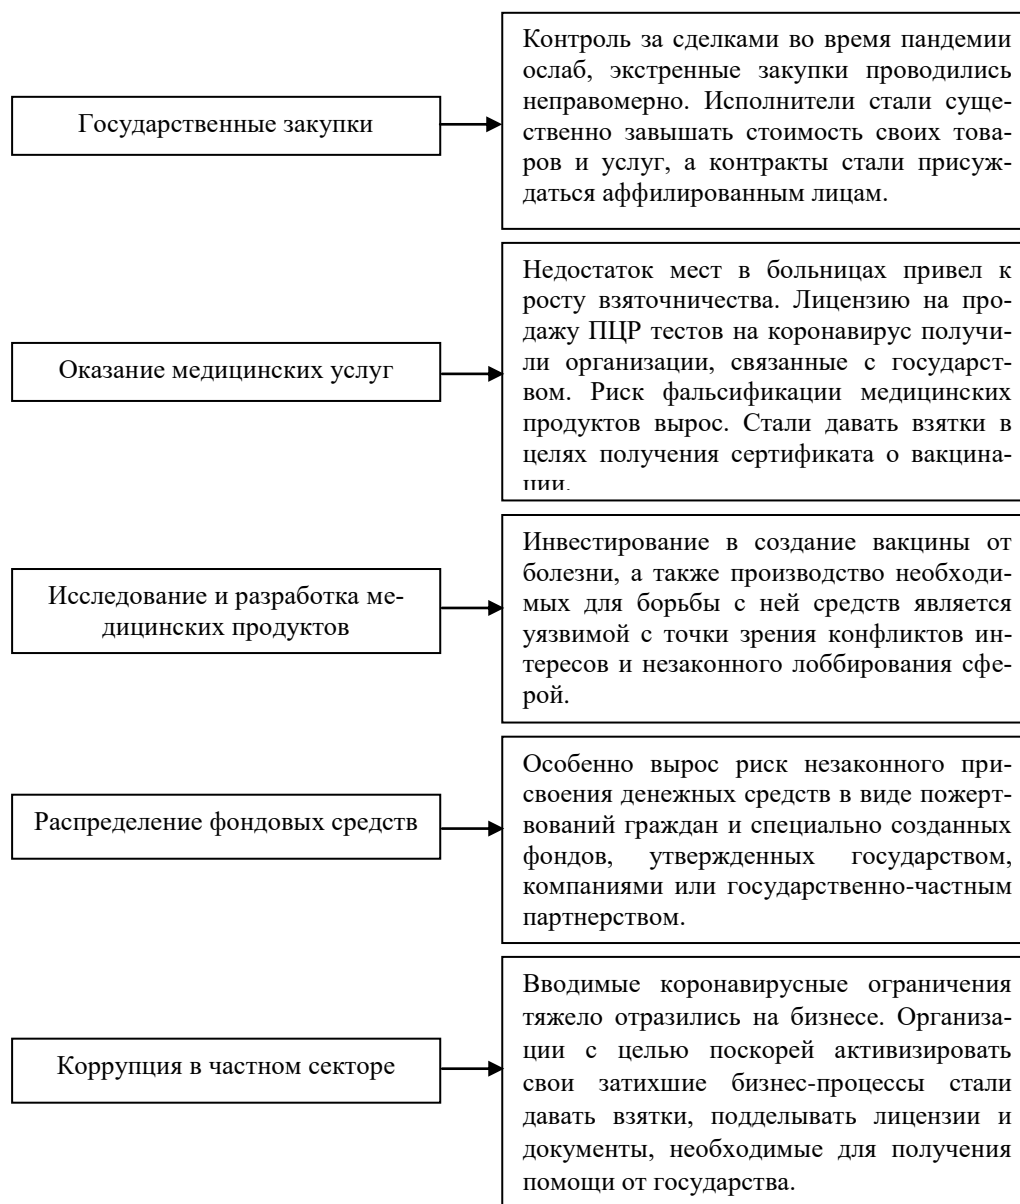 Государственные закупки
Контроль за сделками во время пандемии
ослаб, экстренные закупки проводились
неправомерно. Исполнители стали суще-
ственно завышать стоимость своих това-
ров и услуг, а контракты стали присуж-
даться аффилированным лицам.
Оказание медицинских услуг
Недостаток мест в больницах привел к
росту взяточничества. Лицензию на про-
дажу ПЦР тестов на коронавирус получи-
ли организации, связанные с государст-
вом. Риск фальсификации медицинских
продуктов вырос. Стали давать взятки в
целях получения сертификата о вакцина-
ции.
Исследование и разработка ме-
дицинских продуктов
Инвестирование в создание вакцины от
болезни, а также производство необходи-
мых для борьбы с ней средств является
уязвимой с точки зрения конфликтов ин-
тересов и незаконного лоббирования сфе-
рой.
Распределение фондовых средств
Особенно вырос риск незаконного при-
своения денежных средств в виде пожерт-
вований граждан и специально созданных
фондов, утвержденных государством,
компаниями или государственно-частным
партнерством.
Коррупция в частном секторе
Вводимые коронавирусные ограничения
тяжело отразились на бизнесе. Организа-
ции с целью поскорей активизировать
свои затихшие бизнес-процессы стали
давать взятки, подделывать лицензии и
документы, необходимые для получения
помощи от государства.